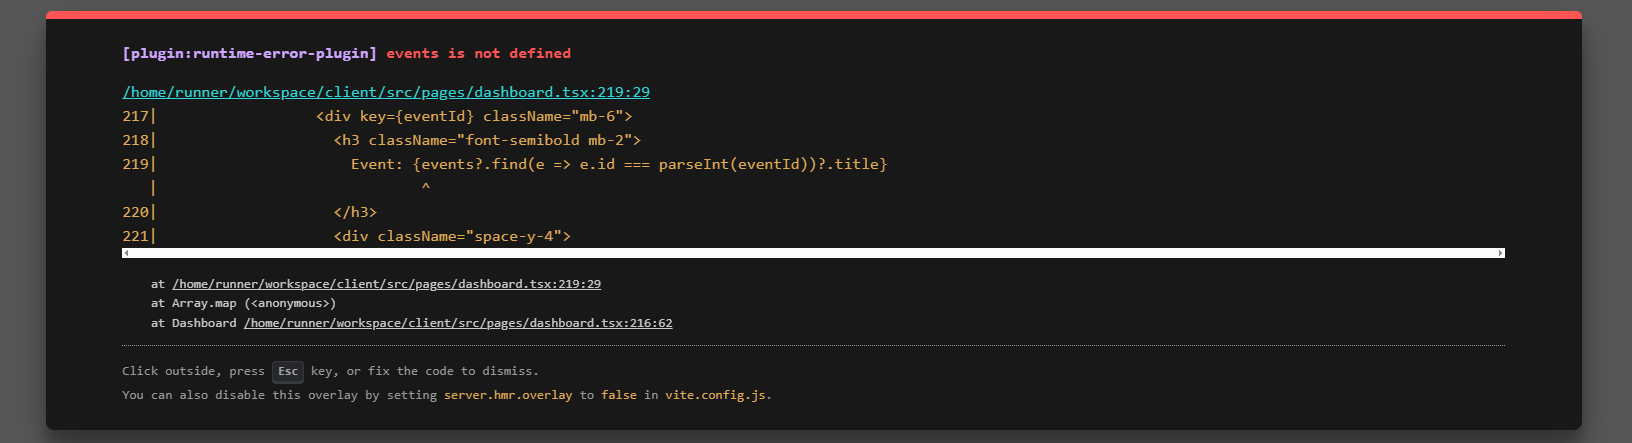 [plugin:runtime-error-plugin] events is not defined
/home/runner/workspace/client/src/pages/dashboard.tsx:219:29
217|                  <div key={eventId} className="mb-6">
218|                    <h3 className="font-semibold mb-2">
219|                      Event: {events?.find(e => e.id === parseInt(eventId))?.title}
   |                              ^
220|                    </h3>
221|                    <div className="space-y-4">
at /home/runner/workspace/client/src/pages/dashboard.tsx:219:29
at Array.map (<anonymous>)
at Dashboard /home/runner/workspace/client/src/pages/dashboard.tsx:216:62
Click outside, press Esc key, or fix the code to dismiss.
You can also disable this overlay by setting server.hmr.overlay to false in vite.config.js.